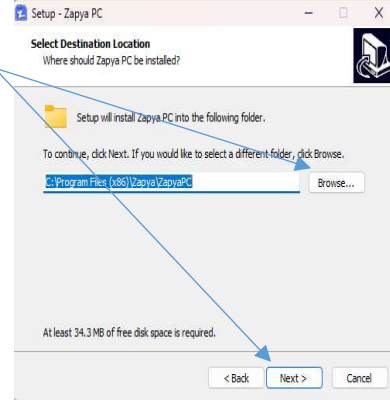 Setup - Zapya PC
Select Destination Location
Where should Zapya PC be installed?
Setup will install Zapya PC into the following folder.
To continue, click Next. If you would like to select a different folder, click Browse.
C:\Program Files (x86)\Zapya\ZapyaPC
Browse...
At least 34.3 MB of free disk space is required.
< Back
Next >
Cancel